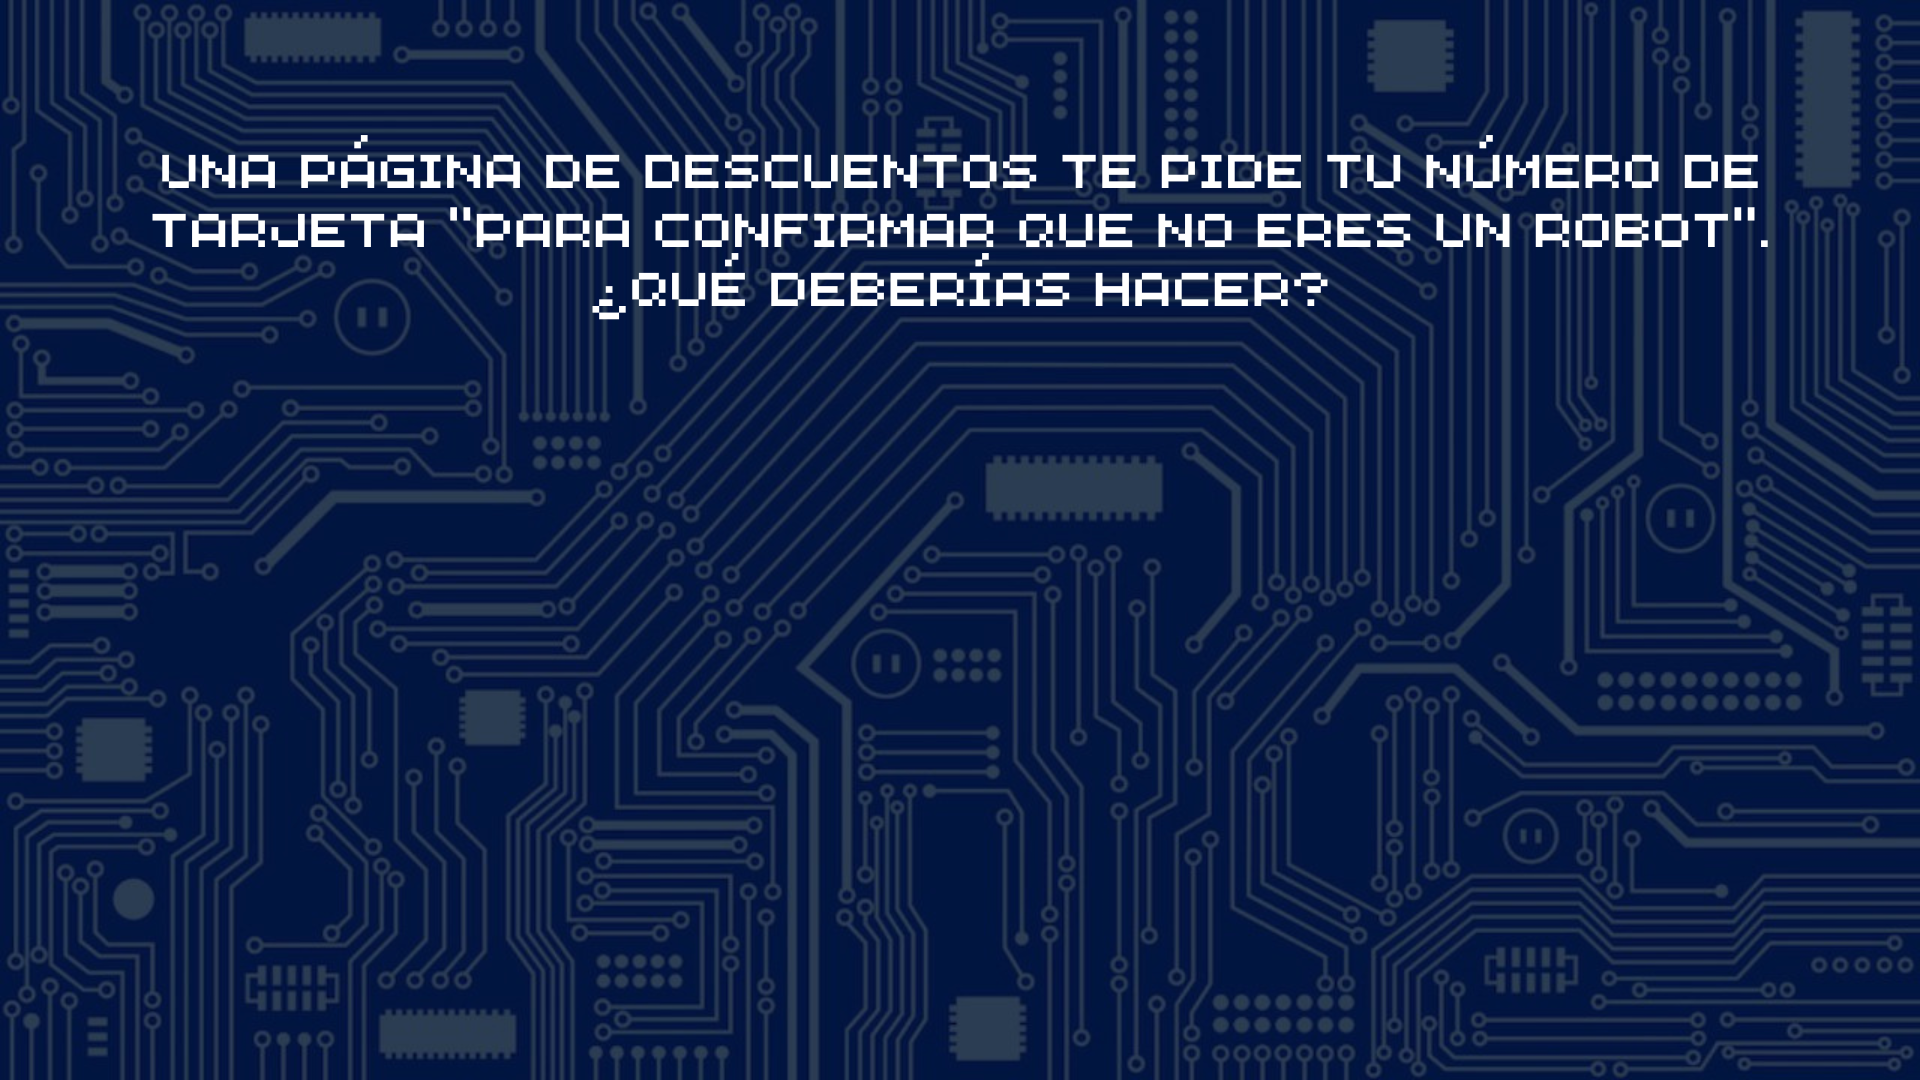 UNA PÁGINA DE DESCUENTOS TE PIDE TU NÚMERO DE
TARJETA "PARA CONFIRMAR QUE NO ERES UN ROBOT".
¿QUÉ DEBERÍAS HACER?